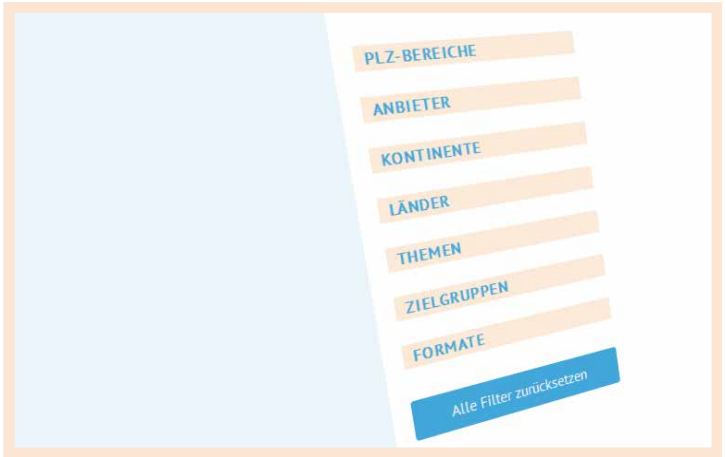 PLZ-BEREICHE
ANBIETER
KONTINENTE
LÄNDER
THEMEN
ZIELGRUPPEN
FORMATE
Alle Filter zurücksetzen